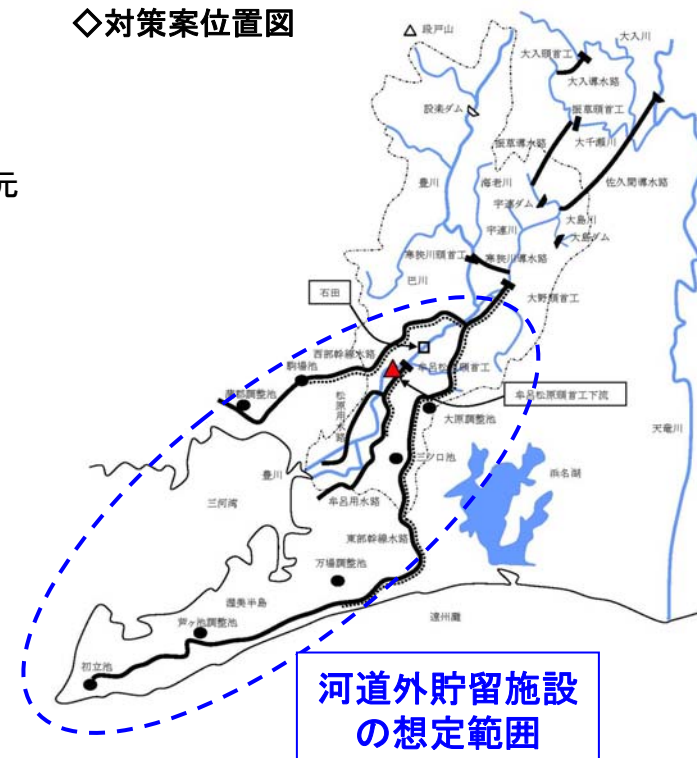 ◇対策案位置図
段戸山
大入川
大入頭首工
大入導水路
設楽ダム
振草頭首工
振草導水路
大千瀬川
元
豊川
海老川
佐久間導水路
宇連ダム
大島川
宇連川
大島ダム
寒狭川頭首工
寒狭川導水路
巴川
石田
大野頭首工
西部幹線水路
駒場池
牟呂松原頭首工
蒲郡調整池
松原用水路
牟呂松原頭首工下流
大原調整池
天竜川
三ツ口池
豊川
浜名湖
三河湾
牟呂用水路
東部幹線水路
万場調整池
渥美半島
遠州灘
芦ヶ池調整池
初立池
河道外貯留施設
の想定範囲